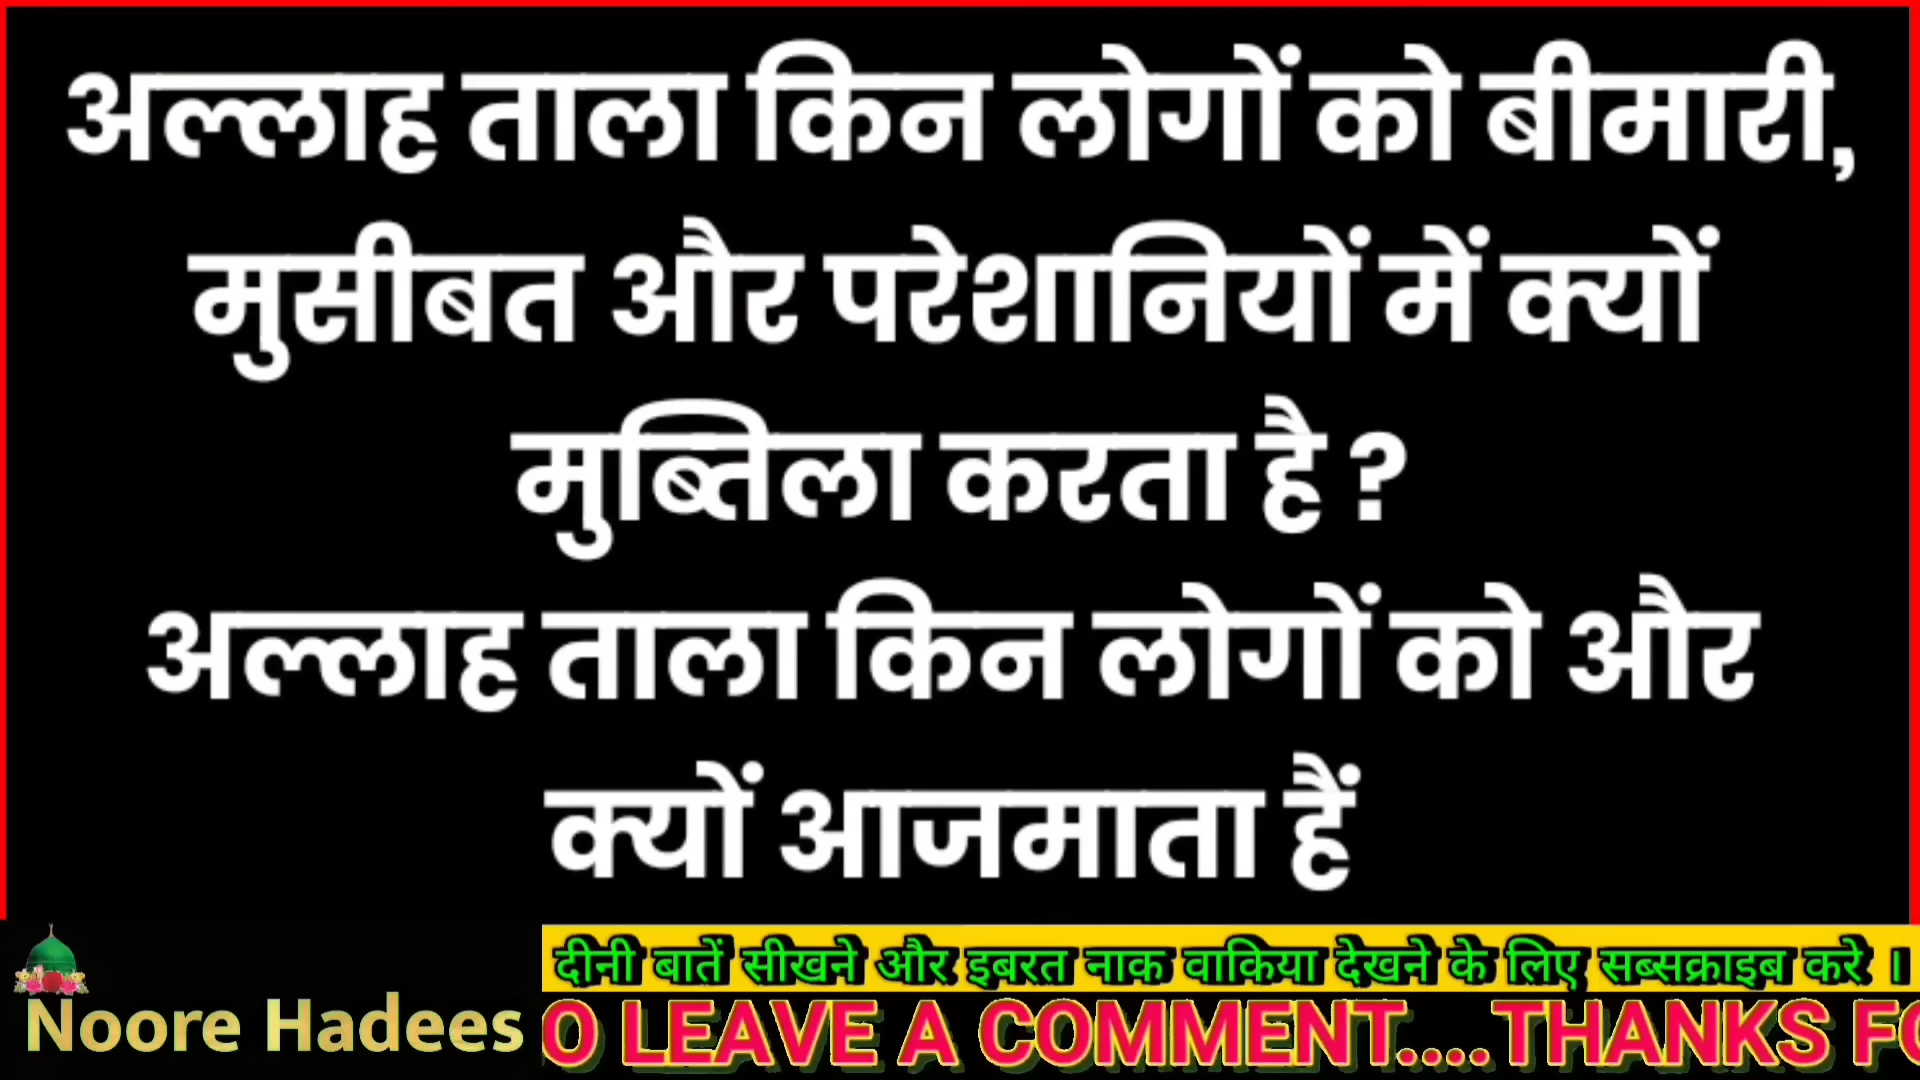 अल्लाह ताला किन लोगों को बीमारी,
मुसीबत और परेशानियों में क्यों
मुब्तिला करता है ?
अल्लाह ताला किन लोगों को और
क्यों आजमाता हैं
दीनी बातें सीखने और इबरत नाक वाकिया देखने के लिए सब्सक्राइब करे ।
Noore Hadees
O LEAVE A COMMENT....THANKS FO